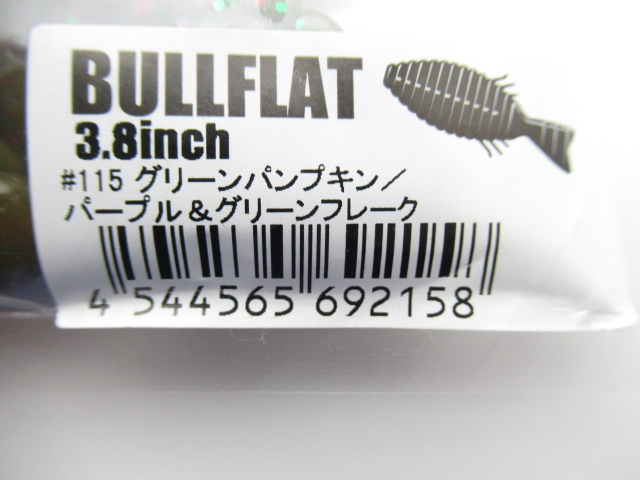 BULLFLAT
3.8inch
#115 グリーンパンプキン／
パープル＆グリーンフレーク
4 544565 692158